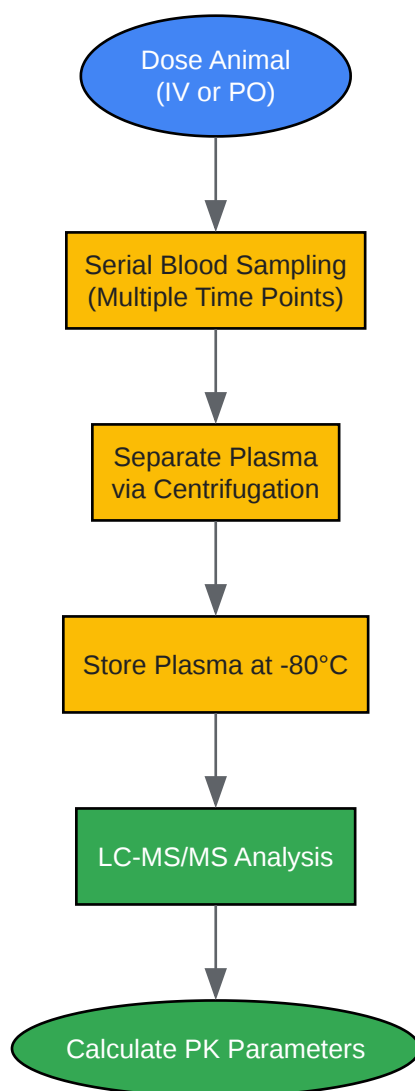 Dose Animal
(IV or PO)
Serial Blood Sampling
(Multiple Time Points)
Separate Plasma
via Centrifugation
Store Plasma at -80°C
LC-MS/MS Analysis
Calculate PK Parameters